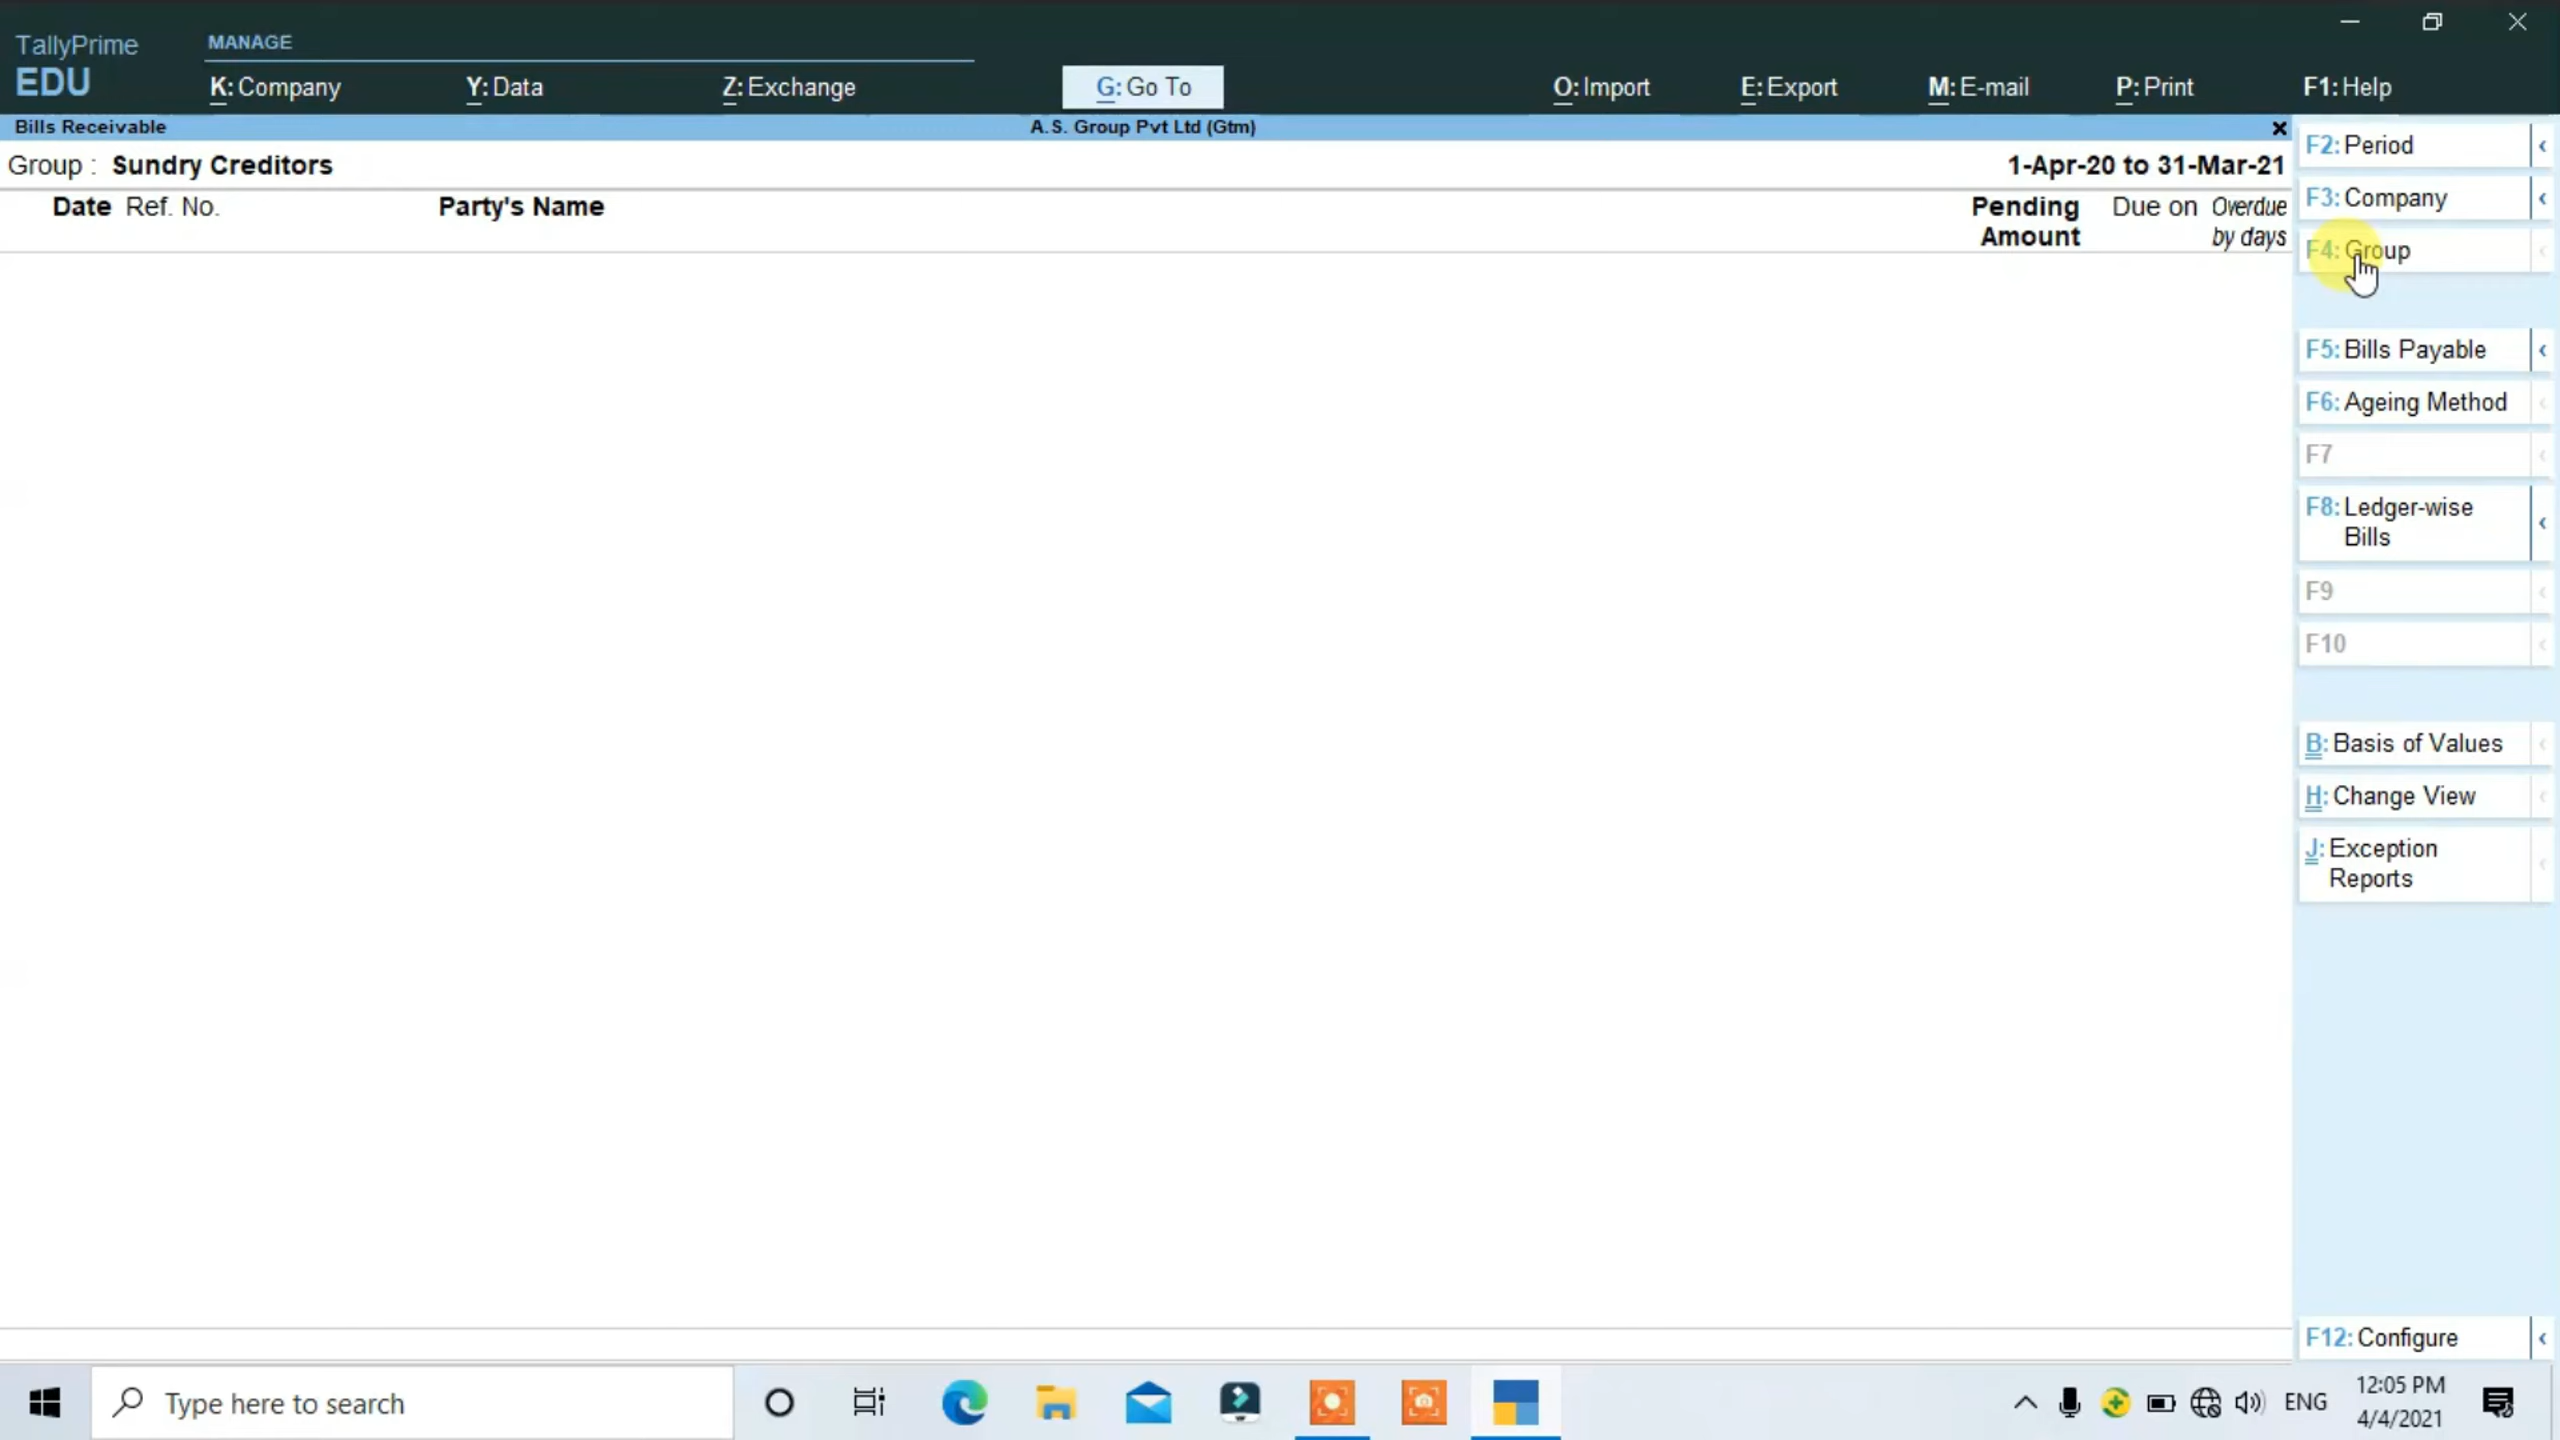 TallyPrime
EDU
MANAGE
K: Company
Y: Data
Z: Exchange
G: Go To
O: Import
E: Export
M: E-mail
P: Print
F1: Help
Bills Receivable
A.S. Group Pvt Ltd (Gtm)
Group : Sundry Creditors
1-Apr-20 to 31-Mar-21
Date Ref. No.
Party's Name
Pending
Amount
Due on
Overdue
by days
F2: Period
F3: Company
F4: Group
F5: Bills Payable
F6: Ageing Method
F7
F8: Ledger-wise
Bills
F9
F10
B: Basis of Values
H: Change View
J: Exception
Reports
F12: Configure
Type here to search
ENG
12:05 PM
4/4/2021